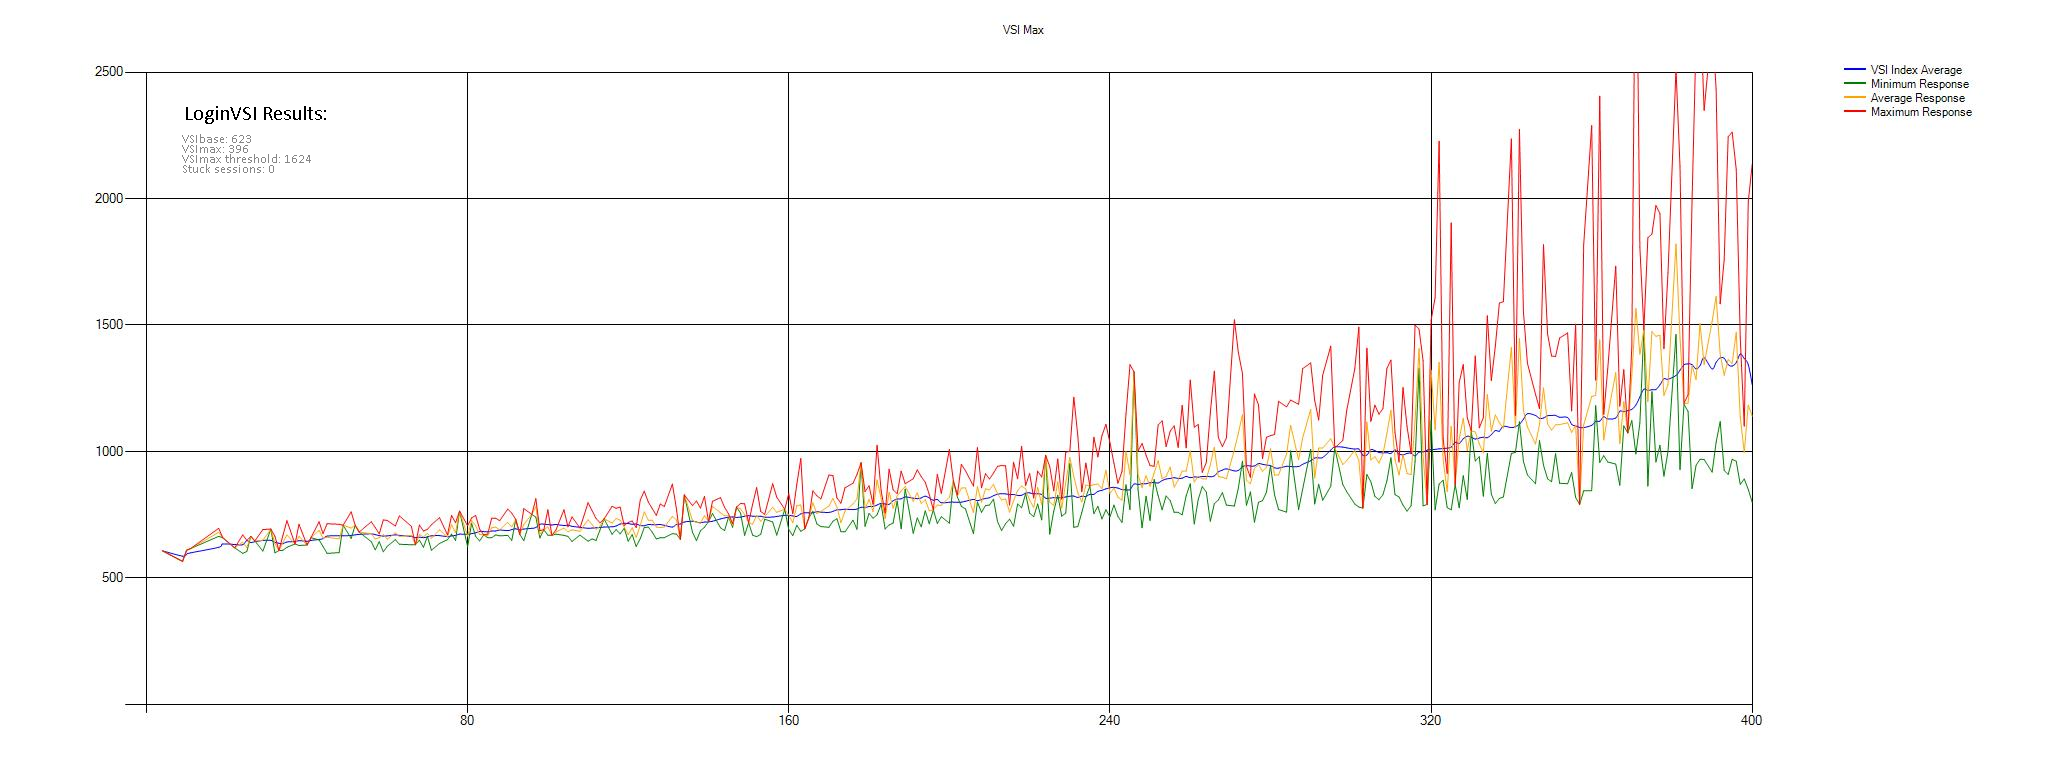 VSI Max
2500
2000
1500
1000
500
80
160
240
320
400
LoginVSI Results:
VSIbase: 623
VSImax: 396
VSImax threshold: 1624
Stuck sessions: 0
VSI Index Average
Minimum Response
Average Response
Maximum Response